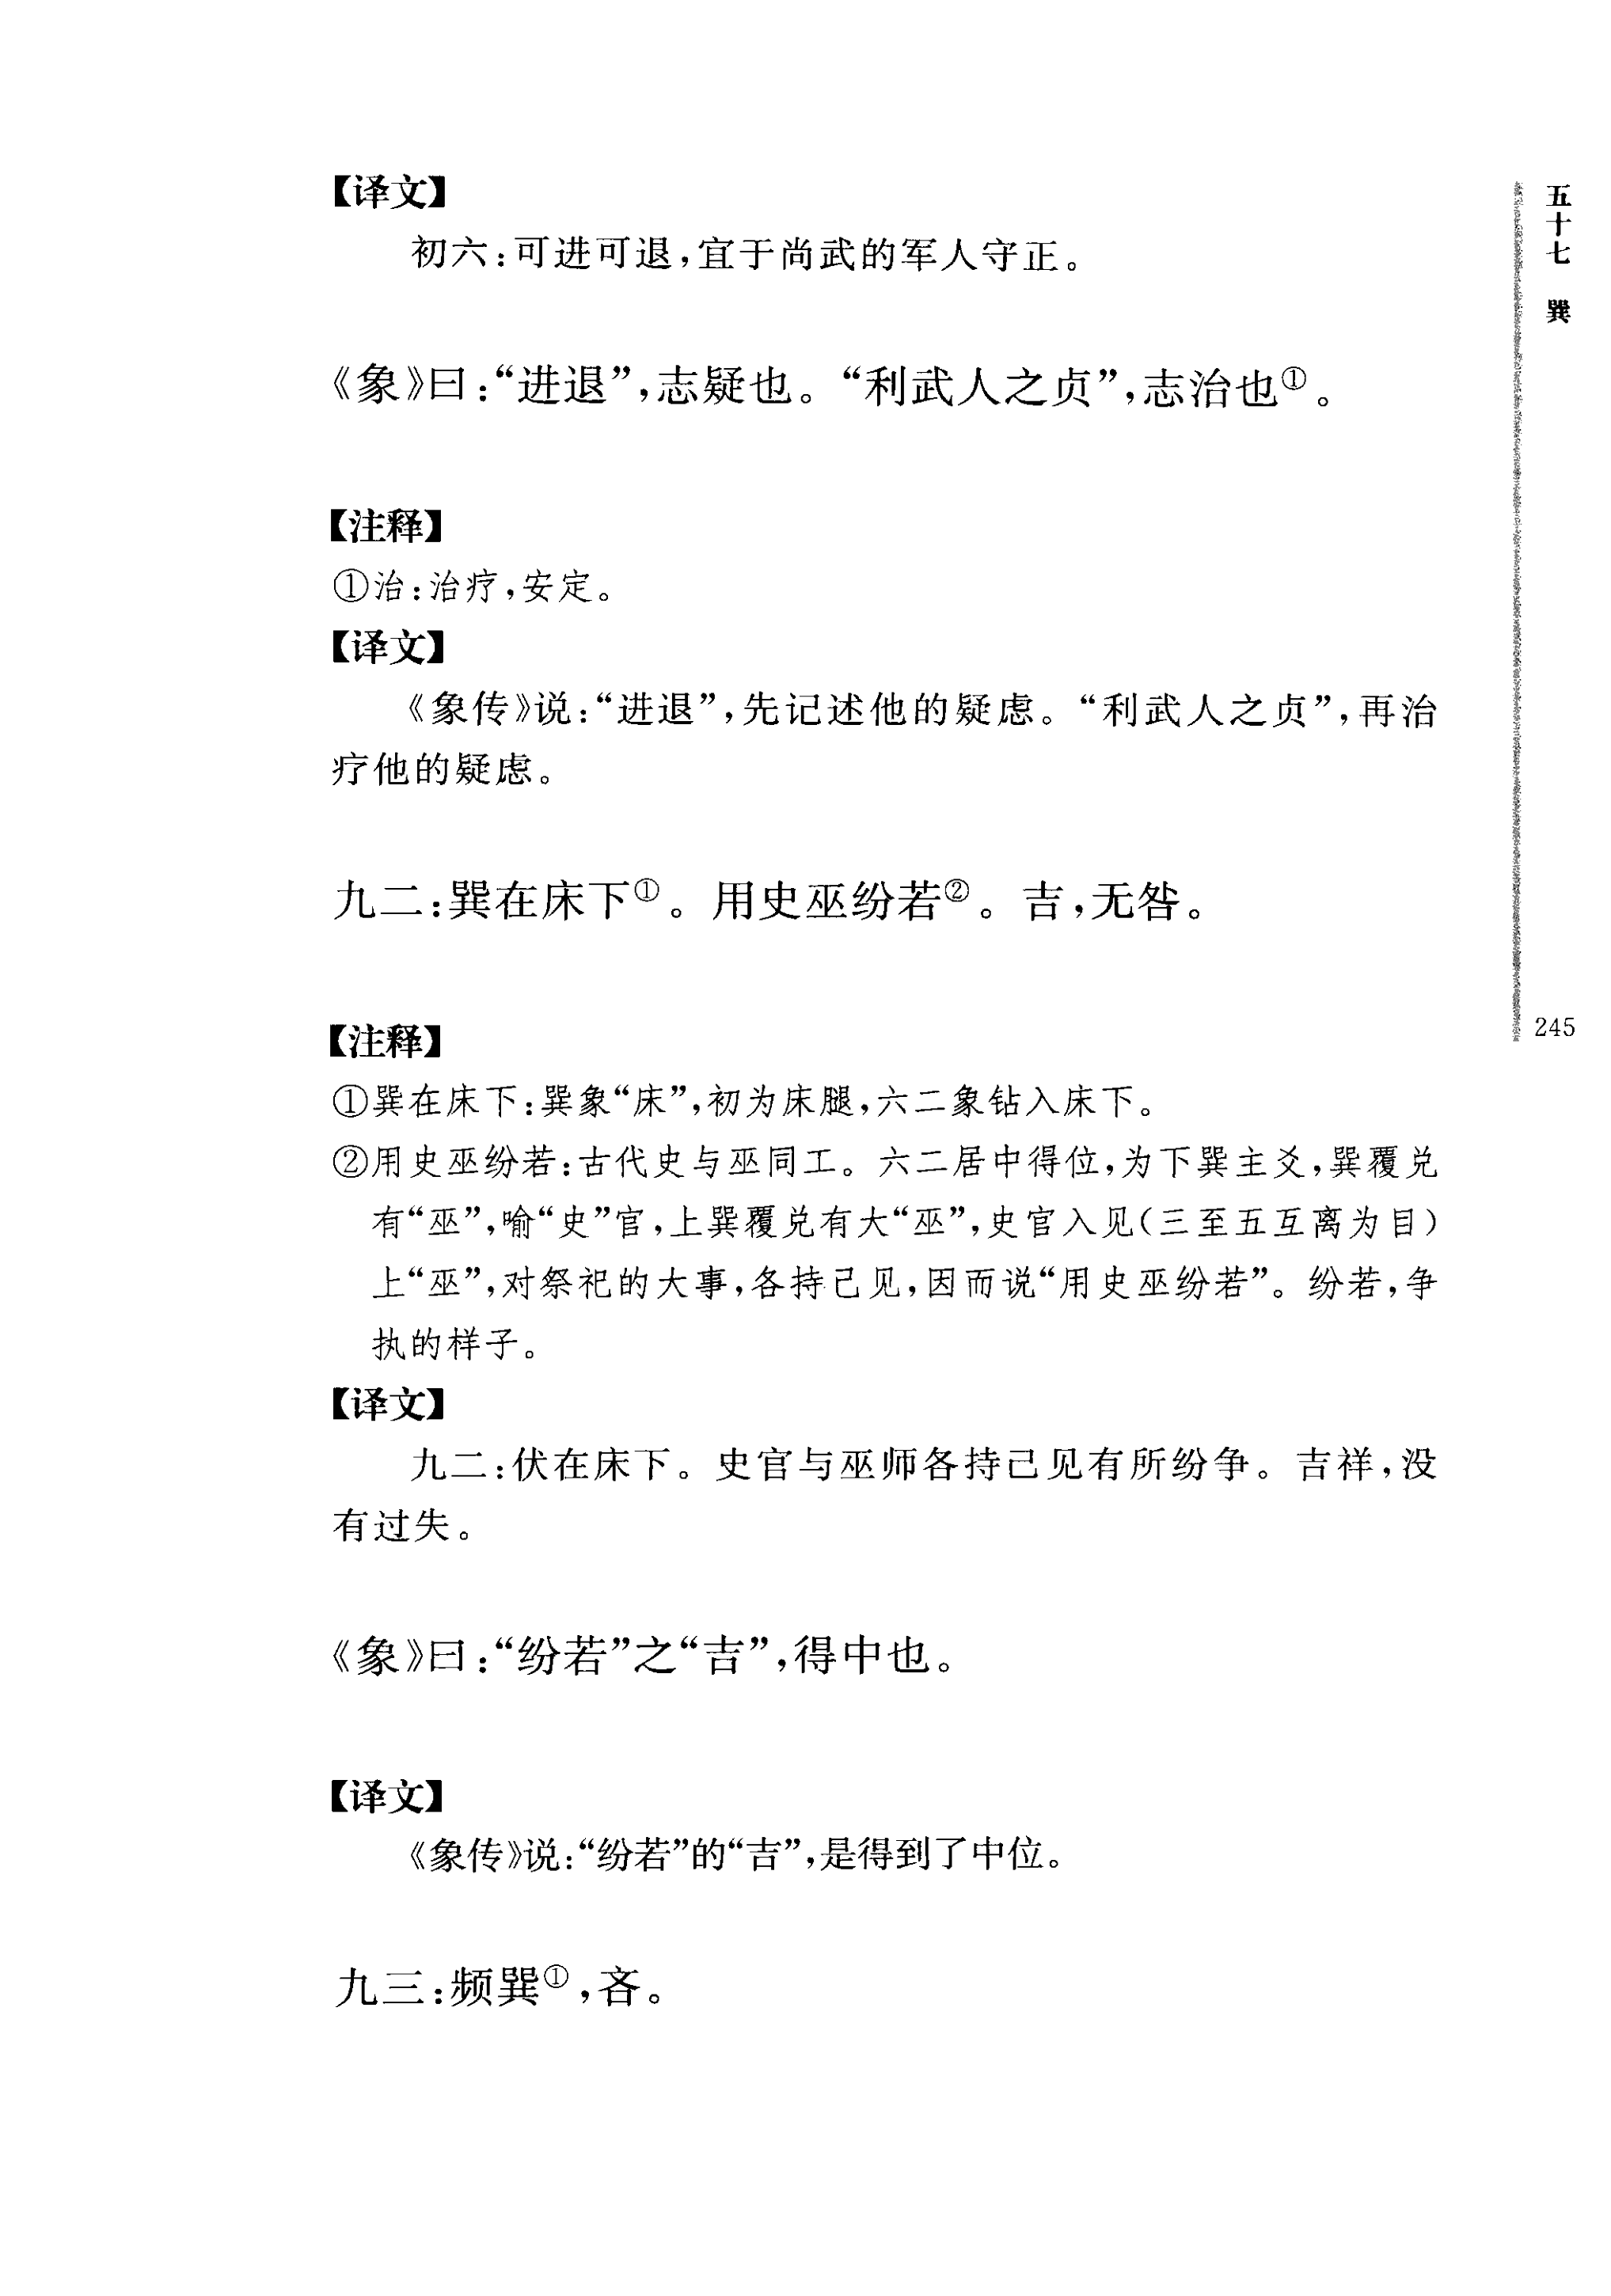 【译文】
初六：可进可退，宜于尚武的军人守正。
《象》曰：“进退”，志疑也。“利武人之贞”，志治也①。
【注释】
①治：治疗，安定。
【译文】
《象传》说：“进退”，先记述他的疑虑。“利武人之贞”，再治
疗他的疑虑。
九二：巽在床下①。用史巫纷若②。吉，无咎。
【注释】
①巽在床下：巽象“床”，初为床腿，六二象钻入床下。
②用史巫纷若：古代史与巫同工。六二居中得位，为下巽主爻，巽覆兑
有“巫”，喻“史”官，上巽覆兑有大“巫”，史官入见（三至五互离为目）
上“巫”，对祭祀的大事，各持己见，因而说“用史巫纷若”。纷若，争
执的样子。
【译文】
九二：伏在床下。史官与巫师各持己见有所纷争。吉祥，没
有过失。
《象》曰：“纷若”之“吉”，得中也。
【译文】
《象传》说：“纷若”的“吉”，是得到了中位。
九三：频巽①，吝。
五十七 巽
245